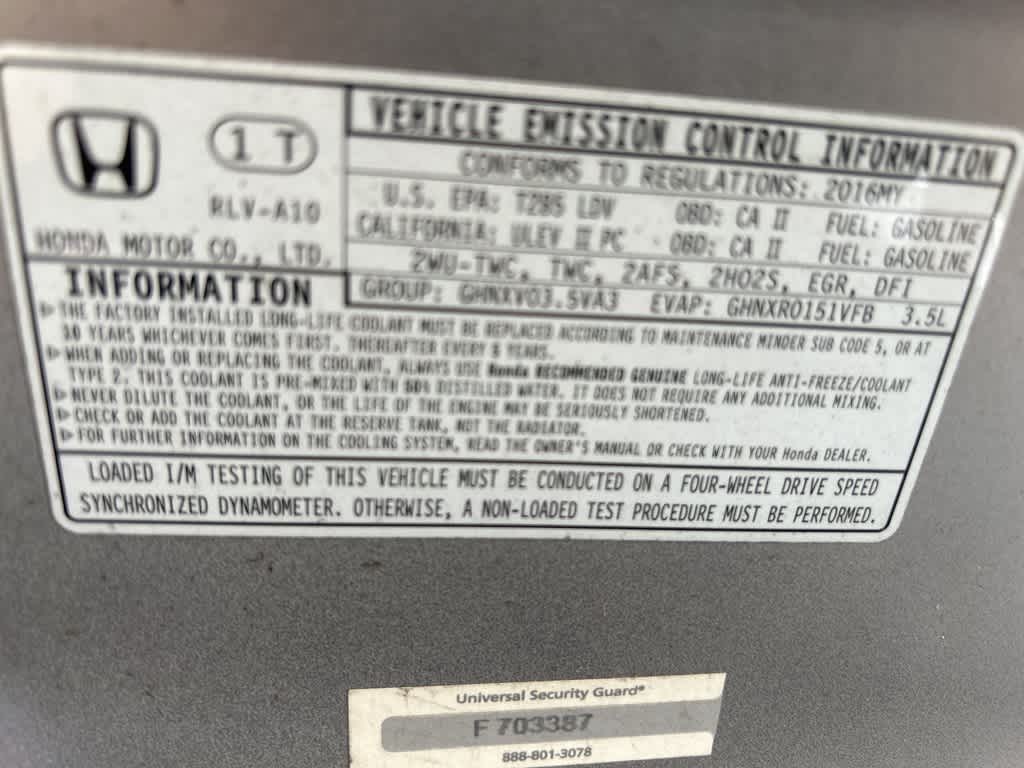 1 T
RLV-A10
HONDA MOTOR CO., LTD.
VEHICLE EMISSION CONTROL INFORMATION
CONFORMS TO REGULATIONS: 2016MY
U.S. EPA: T2B5 LDV OBD: CA II FUEL: GASOLINE
CALIFORNIA: ULEV II PC OBD: CA II FUEL: GASOLINE
2WU-TWC, TWC, 2AFS, 2HO2S, EGR, DFI
GROUP: GHNXV03.5VA3 EVAP: GHNXR0151VFB 3.5L
INFORMATION
THE FACTORY INSTALLED LONG-LIFE COOLANT MUST BE REPLACED ACCORDING TO MAINTENANCE MINDER SUB CODE 5, OR AT
10 YEARS WHICHEVER COMES FIRST. THEREAFTER EVERY 5 YEARS.
WHEN ADDING OR REPLACING THE COOLANT, ALWAYS USE Honda RECOMMENDED GENUINE LONG-LIFE ANTI-FREEZE/COOLANT
TYPE 2. THIS COOLANT IS PRE-MIXED WITH 50% DISTILLED WATER. IT DOES NOT REQUIRE ANY ADDITIONAL MIXING.
NEVER DILUTE THE COOLANT, OR THE LIFE OF THE ENGINE MAY BE SERIOUSLY SHORTENED.
CHECK OR ADD THE COOLANT AT THE RESERVE TANK, NOT THE RADIATOR.
FOR FURTHER INFORMATION ON THE COOLING SYSTEM, READ THE OWNER'S MANUAL OR CHECK WITH YOUR Honda DEALER.
LOADED I/M TESTING OF THIS VEHICLE MUST BE CONDUCTED ON A FOUR-WHEEL DRIVE SPEED
SYNCHRONIZED DYNAMOMETER. OTHERWISE, A NON-LOADED TEST PROCEDURE MUST BE PERFORMED.
Universal Security Guard®
F 703387
888-801-3078